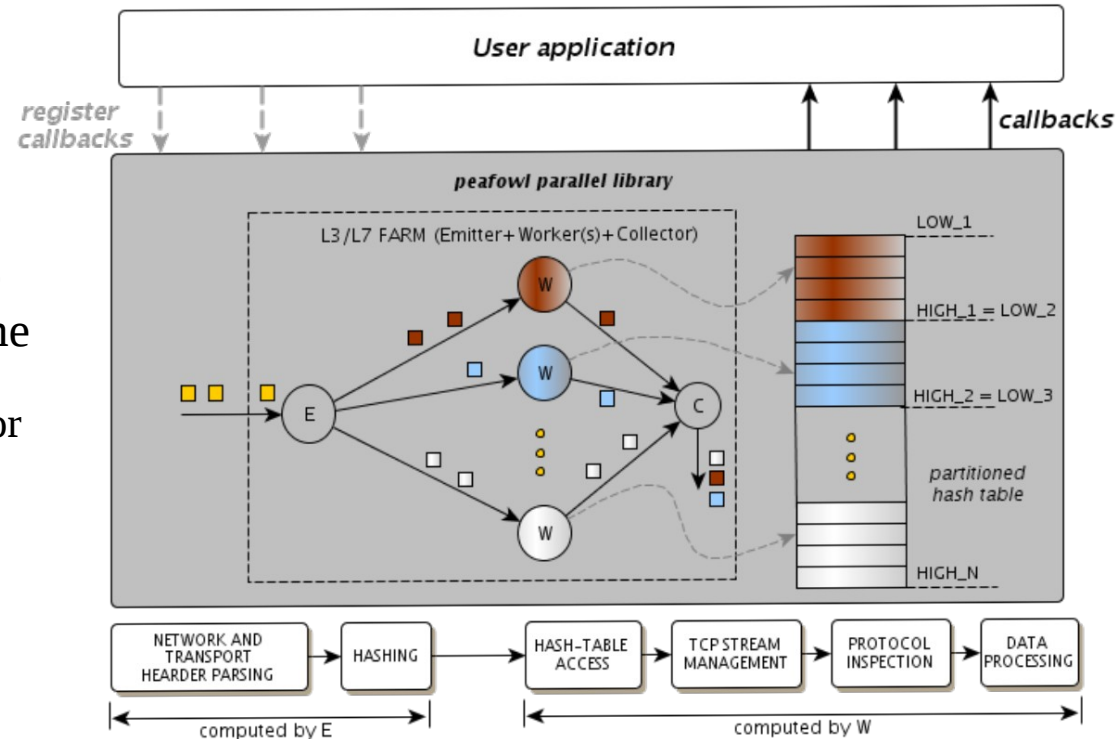 User application
register
callbacks
callbacks
peafowl parallel library
L3/L7 FARM (Emitter+Worker(s)+Collector)
LOW_1
W
HIGH_1 = LOW_2
ne
W
HIGH_2 = LOW_3
E
C
or
partitioned
hash table
W
HIGH_N
NETWORK AND
TRANSPORT
HEARDER PARSING
HASHING
HASH-TABLE
ACCESS
TCP STREAM
MANAGEMENT
PROTOCOL
INSPECTION
DATA
PROCESSING
computed by E
computed by W